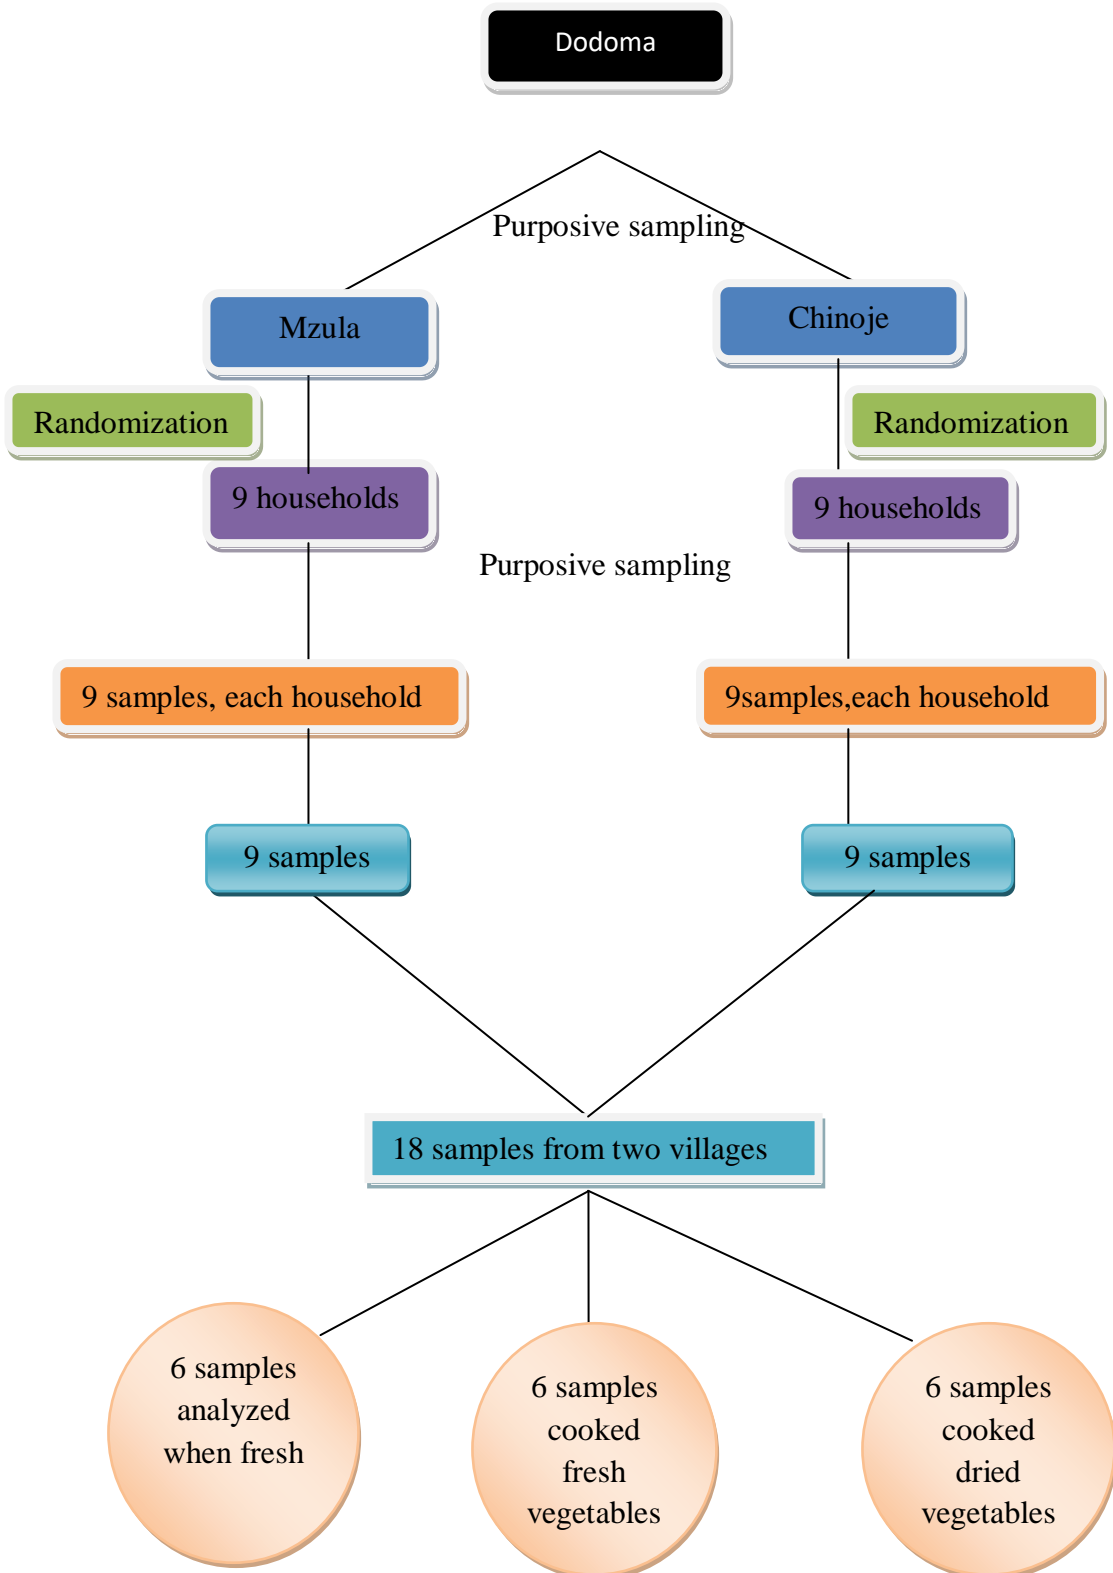 Dodoma
Purposive sampling
Mzula
Chinoje
Randomization
Randomization
9 households
9 households
Purposive sampling
9 samples, each household
9samples,each household
9 samples
9 samples
18 samples from two villages
6 samples
analyzed
when fresh
6 samples
cooked
fresh
vegetables
6 samples
cooked
dried
vegetables